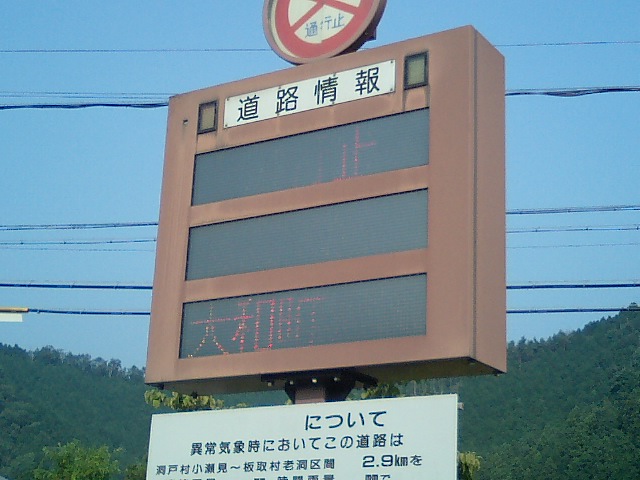 通行止
道路情報
止
大和町
について
異常気象時においてこの道路は
洞戸村小瀬見～板取村老洞区間 2.9kmを